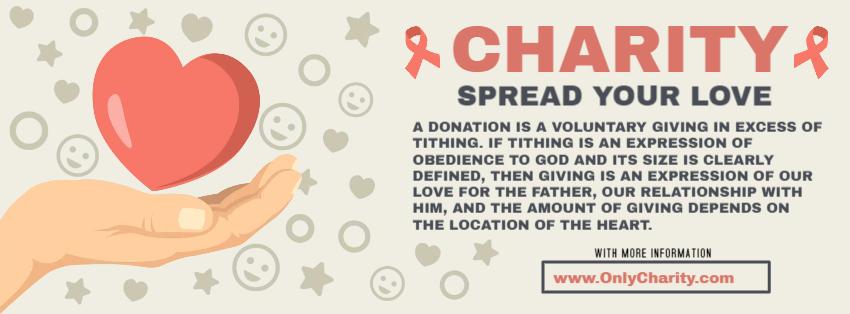 CHARITY
SPREAD YOUR LOVE
A DONATION IS A VOLUNTARY GIVING IN EXCESS OF
TITHING. IF TITHING IS AN EXPRESSION OF
OBEDIENCE TO GOD AND ITS SIZE IS CLEARLY
DEFINED, THEN GIVING IS AN EXPRESSION OF OUR
LOVE FOR THE FATHER, OUR RELATIONSHIP WITH
HIM, AND THE AMOUNT OF GIVING DEPENDS ON
THE LOCATION OF THE HEART.
WITH MORE INFORMATION
www.OnlyCharity.com